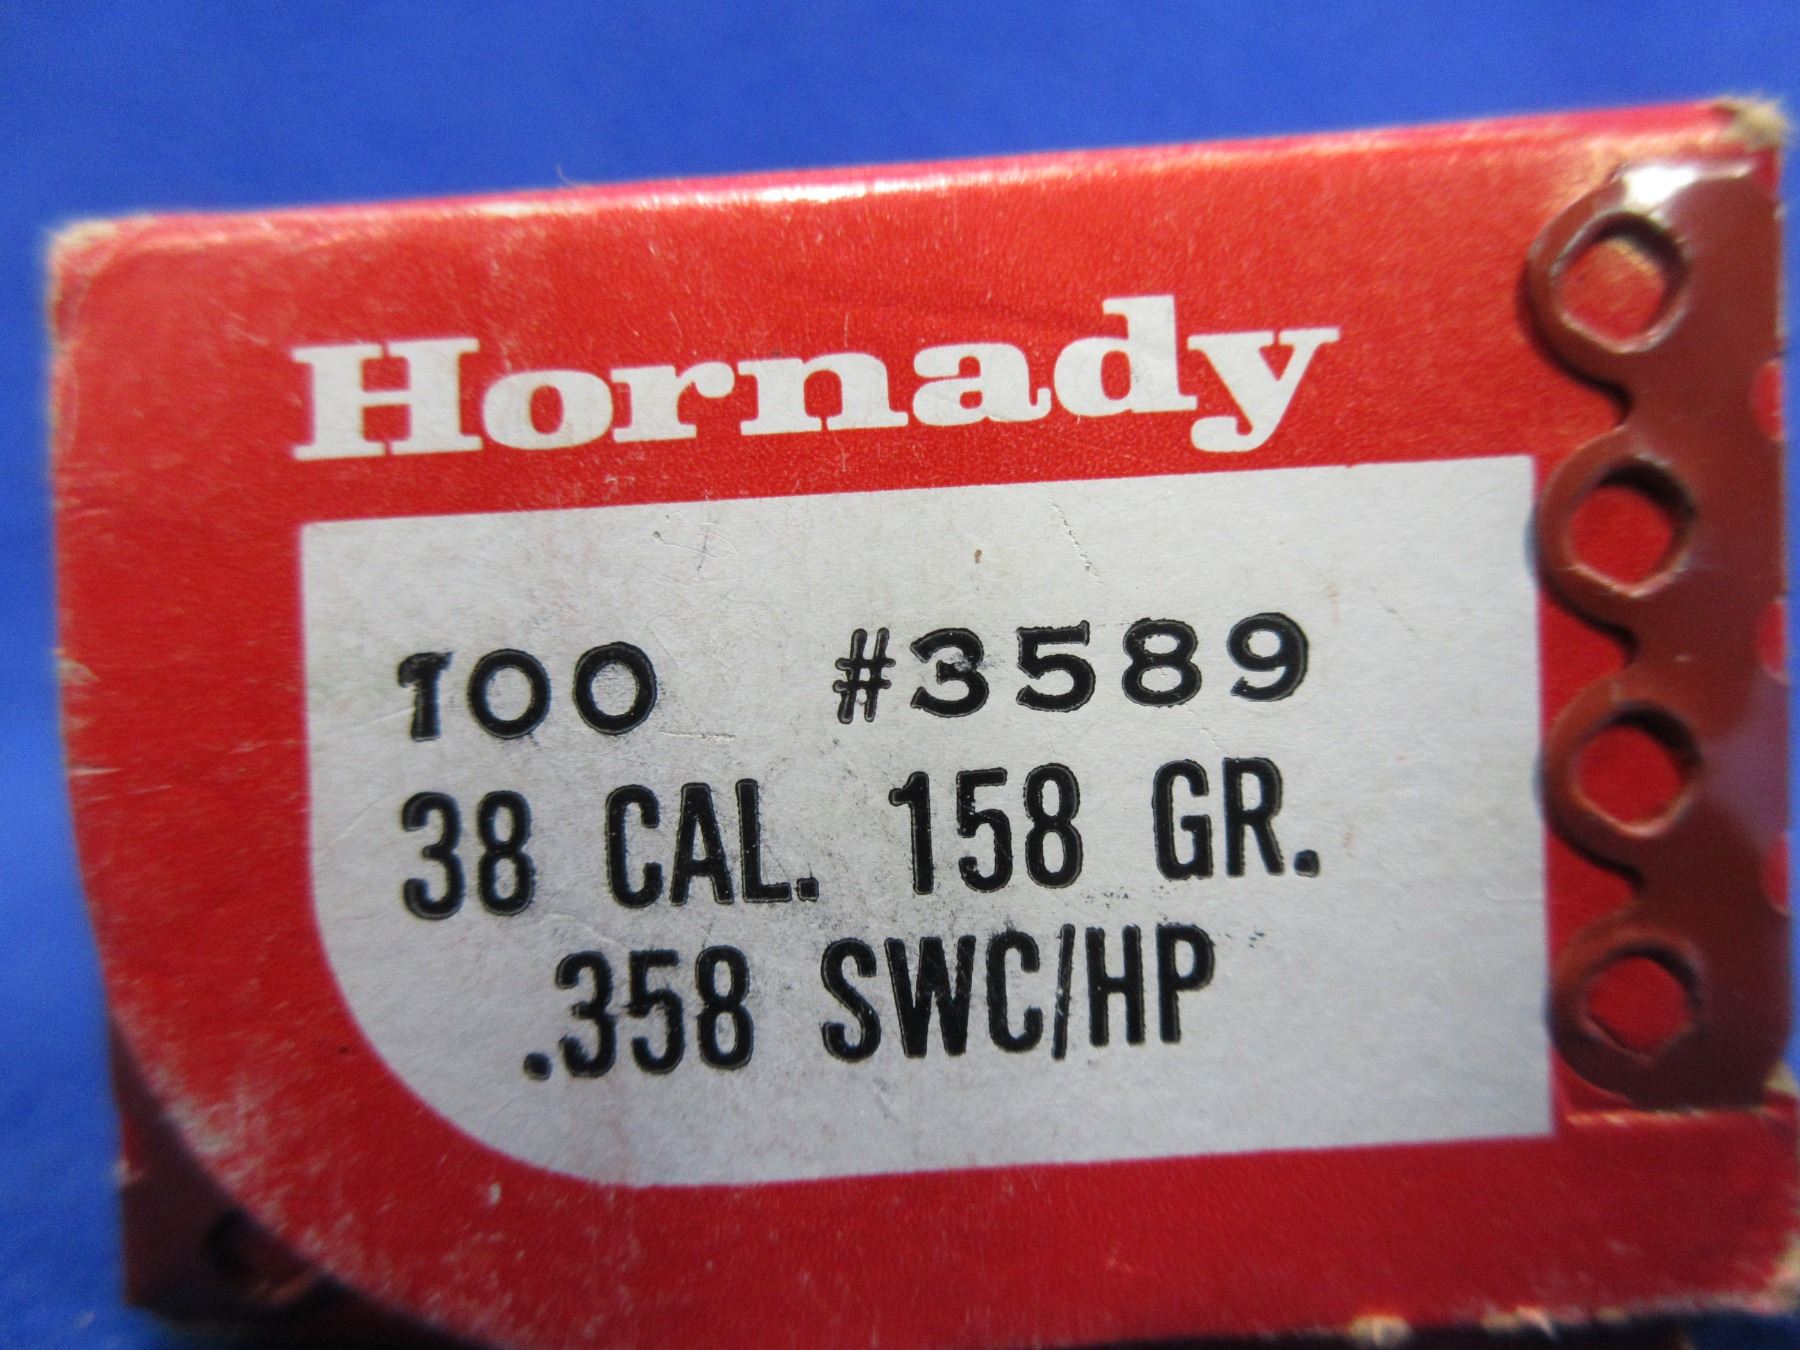 Hornady
100 #3589
38 CAL. 158 GR.
.358 SWC/HP